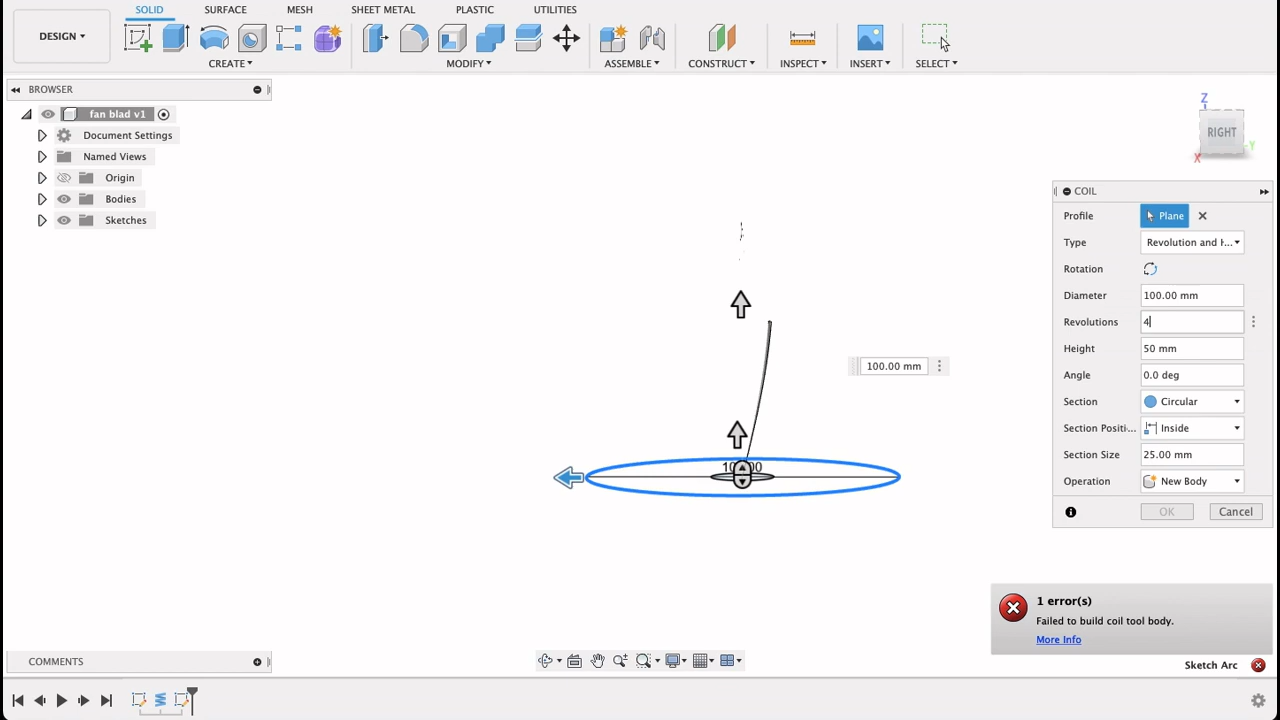 SOLID SURFACE MESH SHEET METAL PLASTIC UTILITIES
DESIGN
CREATE MODIFY ASSEMBLE CONSTRUCT INSPECT INSERT SELECT
BROWSER
fan blad v1
Document Settings
Named Views
Origin
Bodies
Sketches
Z
RIGHT
X
Y
COIL
Profile Plane
Type Revolution and H...
Rotation
Diameter 100.00 mm
Revolutions 4
Height 50 mm
Angle 0.0 deg
Section Circular
Section Positi... Inside
Section Size 25.00 mm
Operation New Body
OK Cancel
100.00 mm
1 error(s)
Failed to build coil tool body.
More Info
COMMENTS
Sketch Arc